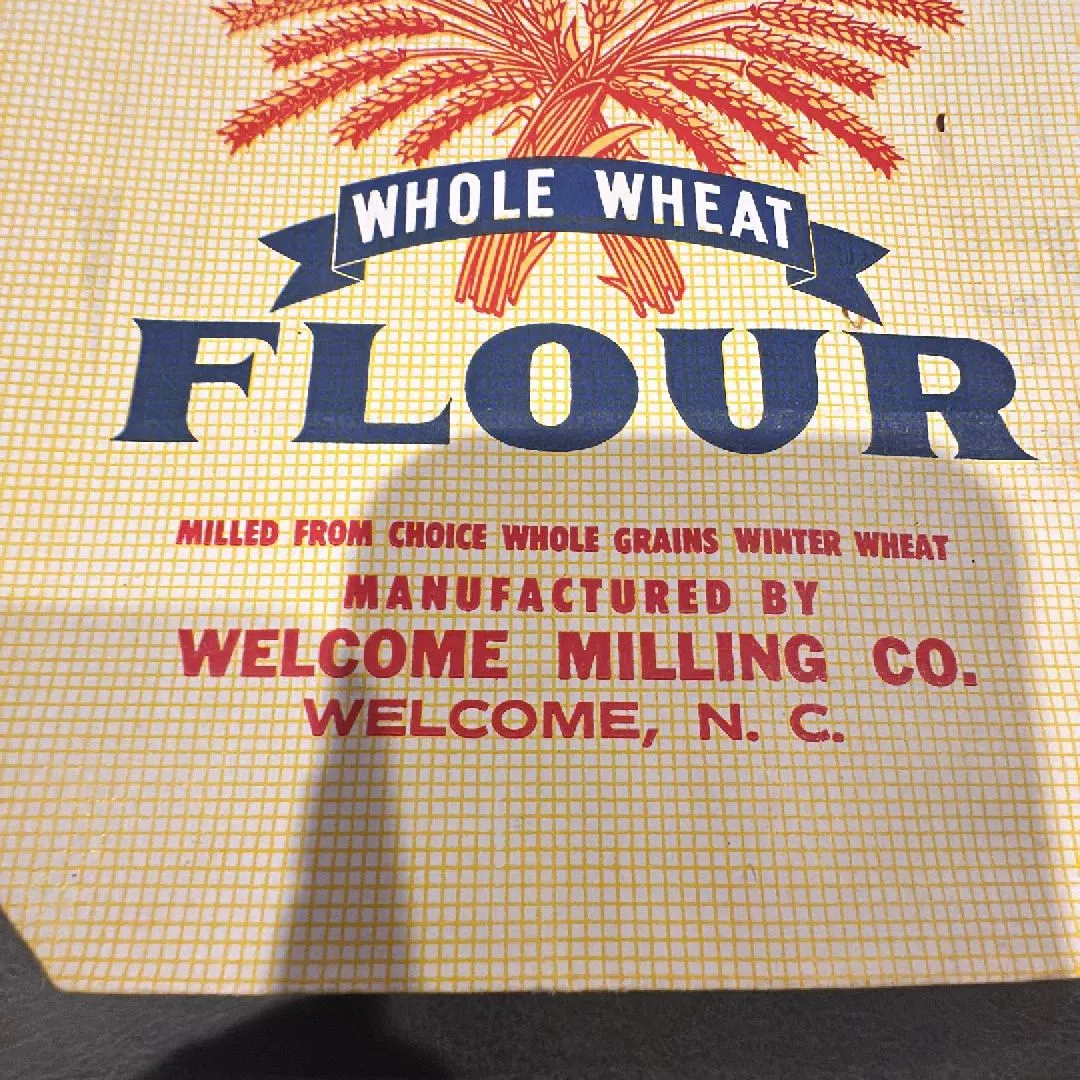 WHOLE WHEAT
FLOUR
MILLED FROM CHOICE WHOLE GRAINS WINTER WHEAT
MANUFACTURED BY
WELCOME MILLING CO.
WELCOME, N. C.